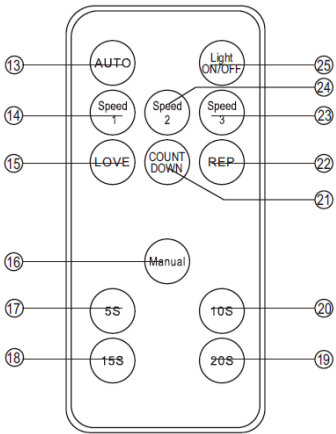 13 AUTO Light ON/OFF 25
24
14 Speed 1 Speed 2 Speed 3 23
15 LOVE COUNT DOWN REP 22
21
16 Manual
17 5S 10S 20
18 15S 20S 19